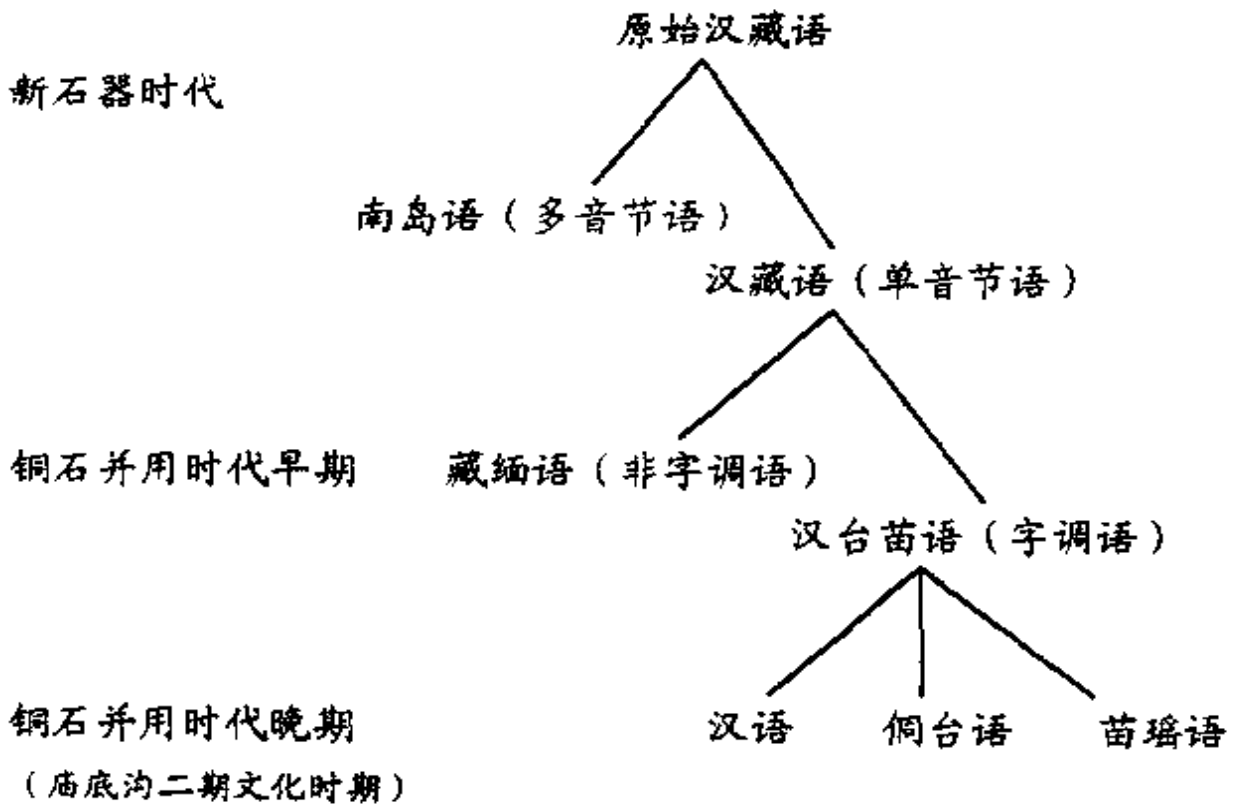 原始汉藏语
新石器时代
南岛语（多音节语）
汉藏语（单音节语）
铜石并用时代早期 藏缅语（非字调语）
汉台苗语（字调语）
铜石并用时代晚期 汉语 侗台语 苗瑶语
（庙底沟二期文化时期）